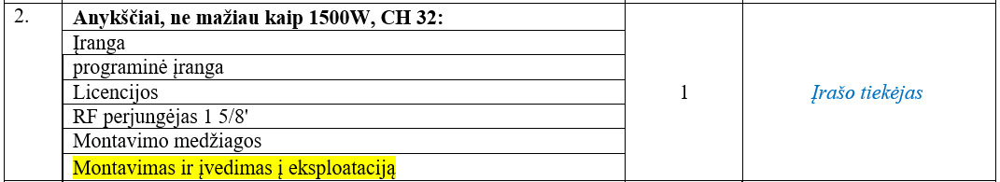 2.
Anykščiai, ne mažiau kaip 1500W, CH 32:
Įranga
programinė įranga
Licencijos
RF perjungėjas 1 5/8'
Montavimo medžiagos
Montavimas ir įvedimas į eksploataciją
1
Įrašo tiekėjas